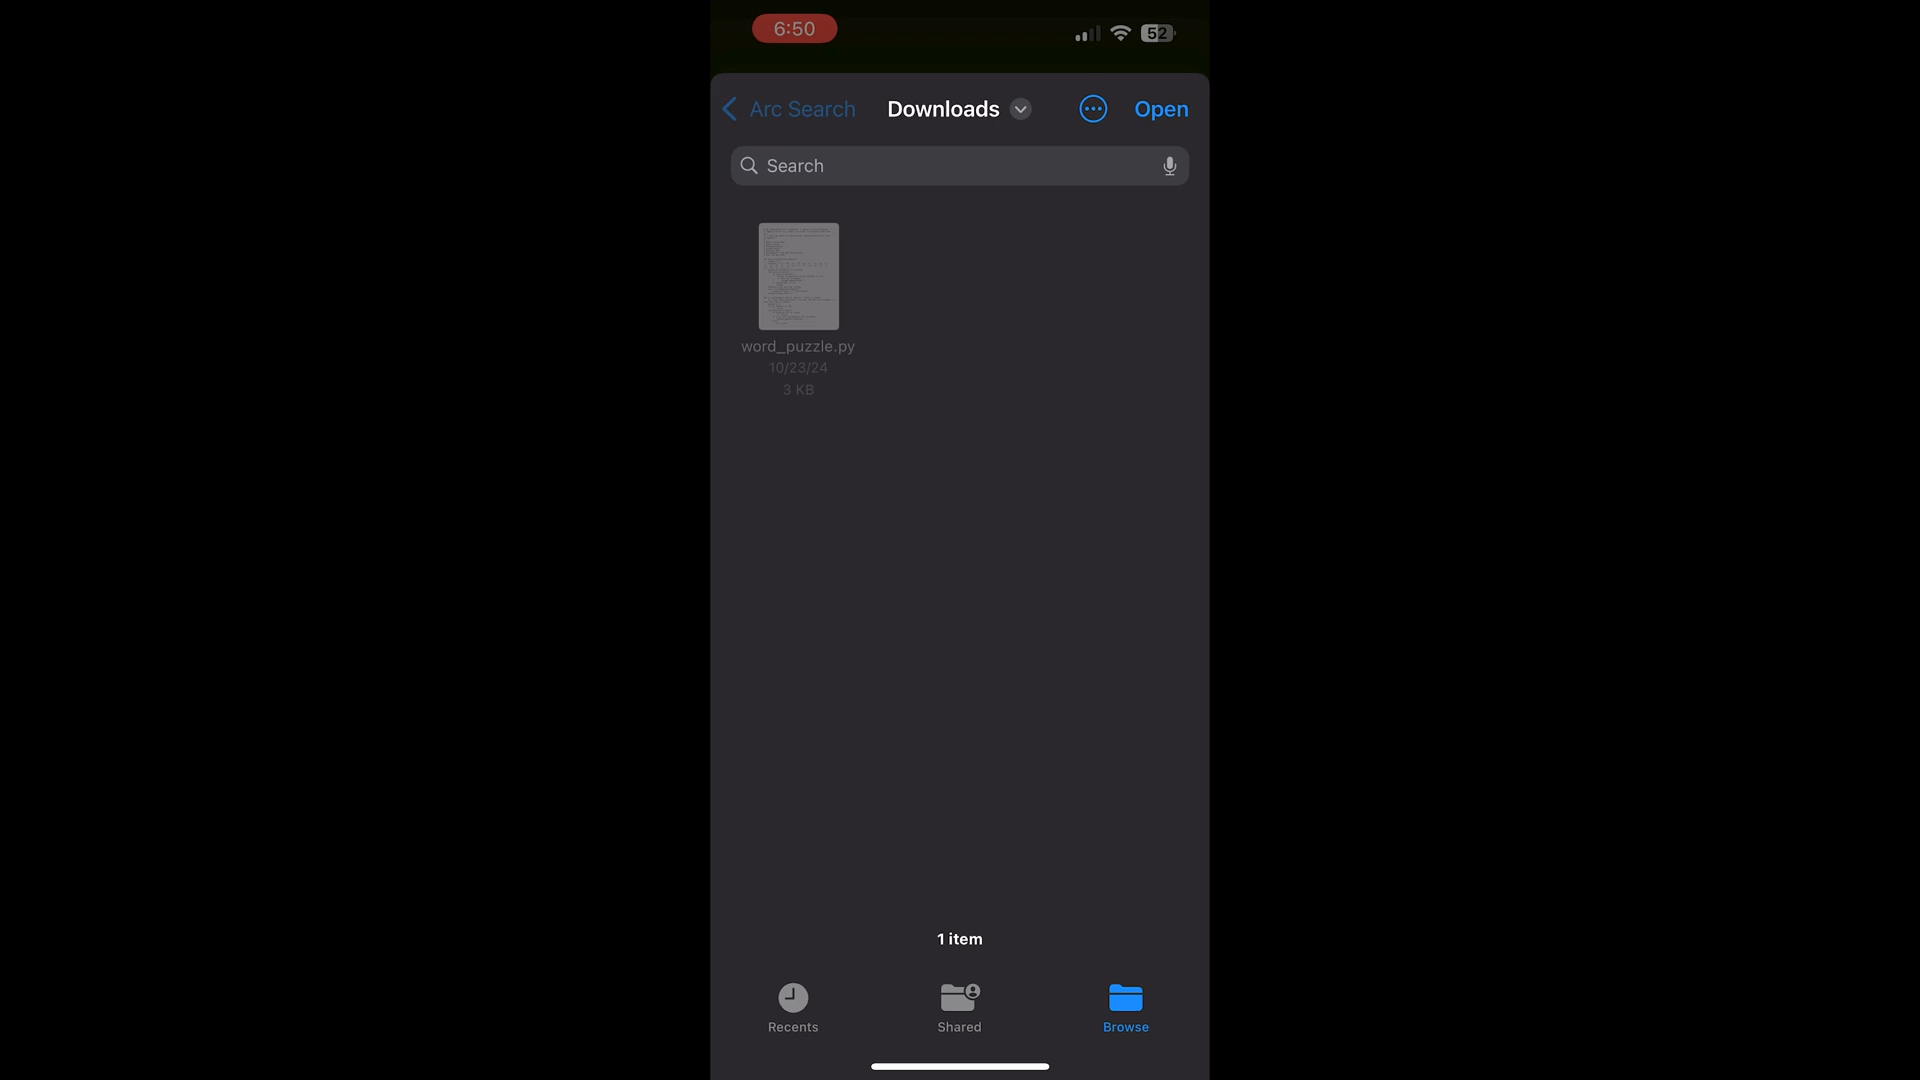 6:50
52
Arc Search
Downloads
Open
Search
word_puzzle.py
10/23/24
3 KB
1 item
Recents
Shared
Browse